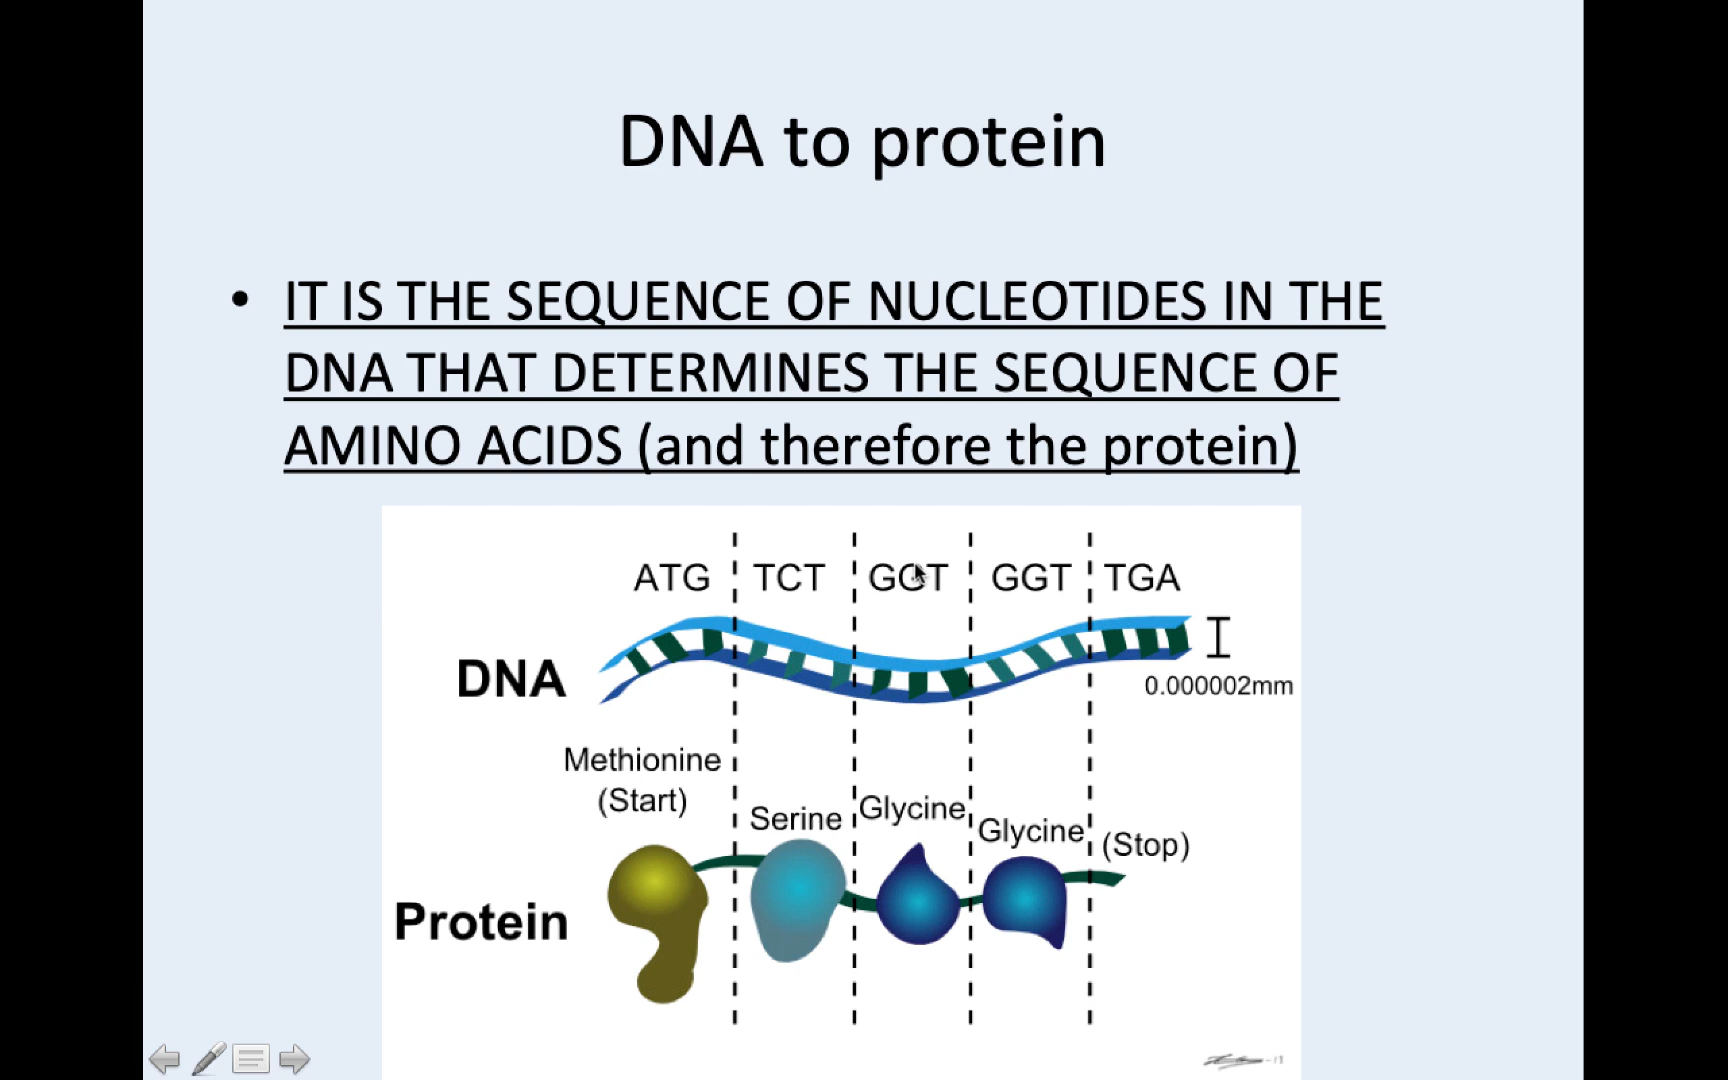 DNA to protein
• IT IS THE SEQUENCE OF NUCLEOTIDES IN THE
DNA THAT DETERMINES THE SEQUENCE OF
AMINO ACIDS (and therefore the protein)
ATG TCT GGT GGT TGA
DNA
0.000002mm
Methionine
(Start)
Serine
Glycine
Glycine
(Stop)
Protein